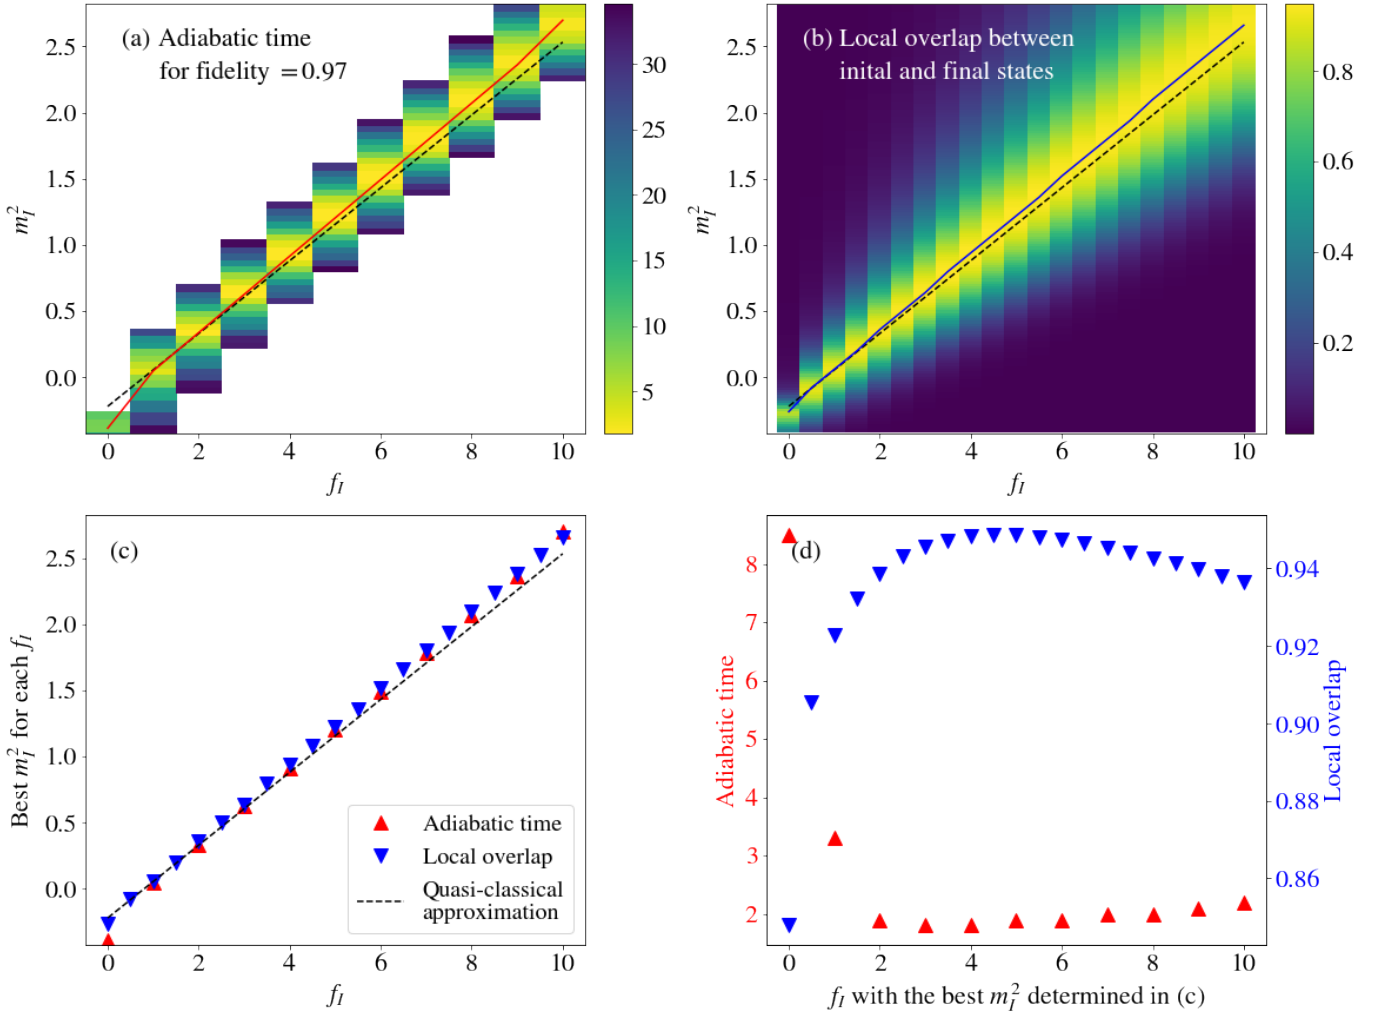 (a) Adiabatic time
for fidelity = 0.97
2.5
2.0
1.5
1.0
0.5
0.0
m_I^2
0 2 4 6 8 10
f_I
30
25
20
15
10
5
(b) Local overlap between
inital and final states
2.5
2.0
1.5
1.0
0.5
0.0
m_I^2
0 2 4 6 8 10
f_I
0.8
0.6
0.4
0.2
(c)
2.5
2.0
1.5
1.0
0.5
0.0
Best m_I^2 for each f_I
Adiabatic time
Local overlap
Quasi-classical
approximation
0 2 4 6 8 10
f_I
(d)
8
7
6
5
4
3
2
Adiabatic time
0.94
0.92
0.90
0.88
0.86
Local overlap
0 2 4 6 8 10
f_I with the best m_I^2 determined in (c)